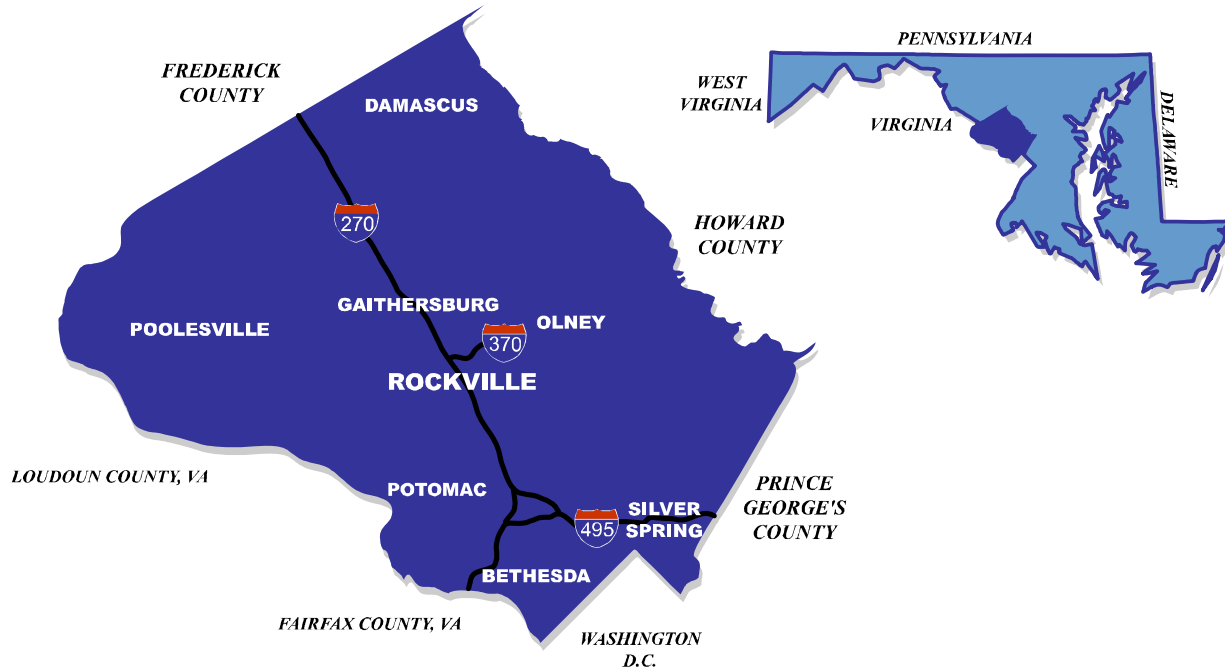 FREDERICK
COUNTY
DAMASCUS
270
HOWARD
COUNTY
GAITHERSBURG
OLNEY
POOLESVILLE
370
ROCKVILLE
LOUDOUN COUNTY, VA
POTOMAC
SILVER
SPRING
495
PRINCE
GEORGE'S
COUNTY
BETHESDA
FAIRFAX COUNTY, VA
WASHINGTON
D.C.
PENNSYLVANIA
WEST
VIRGINIA
VIRGINIA
DELAWARE